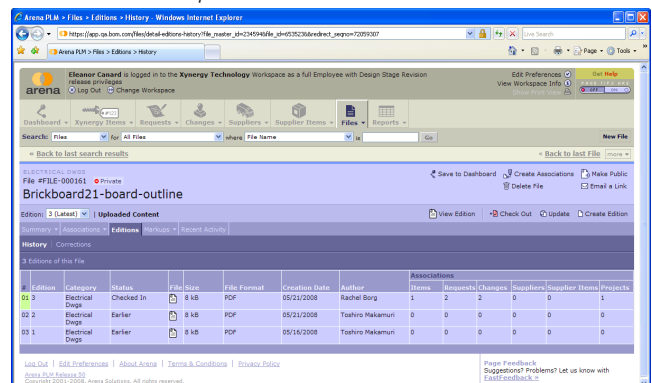 Arena PLM > Files > Editions > History - Windows Internet Explorer
https://app.qa.bom.com/files/detail-editions-history?file_master_id=2345948file_id=653523&redirect_seqno=72059307
Live Search
Arena PLM > Files > Editions > History
Page Tools
arena
Eleanor Canard is logged in to the Xynergy Technology Workspace as a full Employee with Design Stage Revision
release privileges
Log Out Change Workspace
Edit Preferences
View Workspace Info
Show Print View
Get Help
OFF ON
Dashboard Xynergy Items Requests Changes Suppliers Supplier Items Files Reports
Search: Files for All Files where File Name is Go New File
« Back to last search results
« Back to last File more
ELECTRICAL DWGS
File #FILE-000161 Private
Brickboard21-board-outline
Save to Dashboard Create Associations Make Public
Delete File Email a Link
Edition: 3 (Latest) | Uploaded Content
View Edition Check Out Update Create Edition
Summary Associations Editions Markups Recent Activity
History | Corrections
3 Editions of this File
Associations
# Edition Category Status File Size File Format Creation Date Author Items Requests Changes Suppliers Supplier Items Projects
01 3 Electrical Dwgs Checked In 8 kB PDF 05/21/2008 Rachel Borg 1 2 2 0 0 1
02 2 Electrical Dwgs Earlier 8 kB PDF 05/21/2008 Toshiro Makamuri 0 0 0 0 0 0
03 1 Electrical Dwgs Earlier 8 kB PDF 05/16/2008 Toshiro Makamuri 0 0 0 0 0 0
Log Out | Edit Preferences | About Arena | Terms & Conditions | Privacy Policy
Arena PLM Release 50
Copyright 2001-2008, Arena Solutions. All rights reserved.
Page Feedback
Suggestions? Problems? Let us know with
FastFeedback »